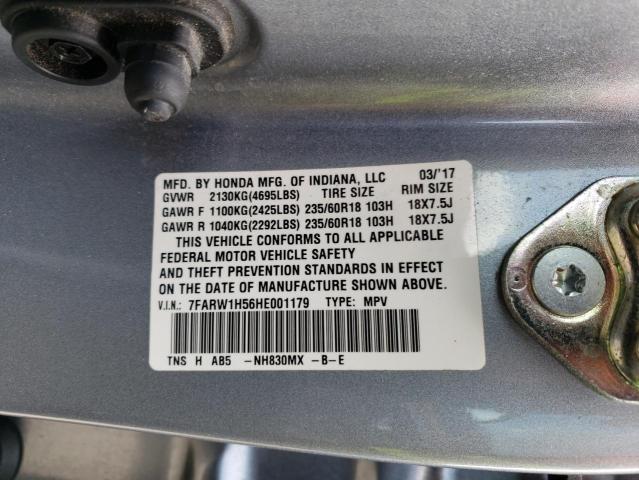 MFD. BY HONDA MFG. OF INDIANA, LLC 03/'17
GVWR 2130KG(4695LBS) TIRE SIZE RIM SIZE
GAWR F 1100KG(2425LBS) 235/60R18 103H 18X7.5J
GAWR R 1040KG(2292LBS) 235/60R18 103H 18X7.5J
THIS VEHICLE CONFORMS TO ALL APPLICABLE
FEDERAL MOTOR VEHICLE SAFETY
AND THEFT PREVENTION STANDARDS IN EFFECT
ON THE DATE OF MANUFACTURE SHOWN ABOVE.
V.I.N.: 7FARW1H56HE001179 TYPE: MPV
TNS H AB5 -NH830MX -B-E